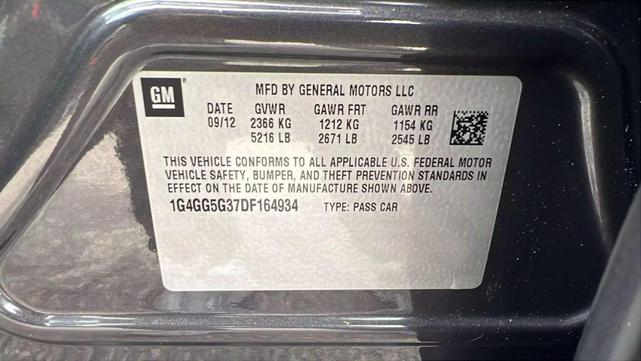 GM
MFD BY GENERAL MOTORS LLC
DATE GVWR GAWR FRT GAWR RR
09/12 2366 KG 1212 KG 1154 KG
5216 LB 2671 LB 2545 LB
THIS VEHICLE CONFORMS TO ALL APPLICABLE U.S. FEDERAL MOTOR
VEHICLE SAFETY, BUMPER, AND THEFT PREVENTION STANDARDS IN
EFFECT ON THE DATE OF MANUFACTURE SHOWN ABOVE.
1G4GG5G37DF164934 TYPE: PASS CAR